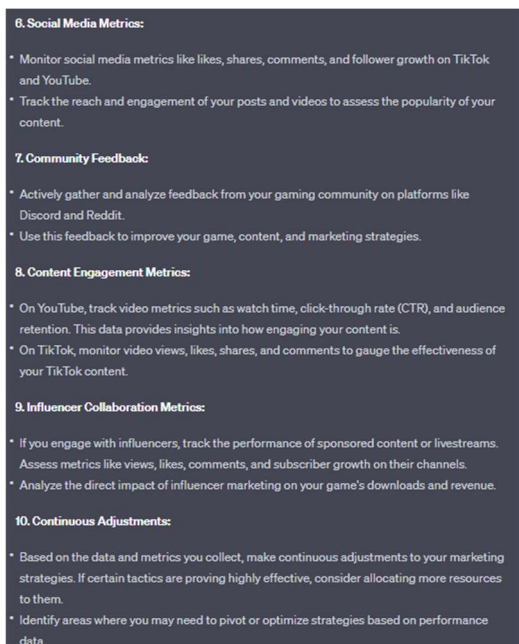 6. Social Media Metrics:
• Monitor social media metrics like likes, shares, comments, and follower growth on TikTok
and YouTube.
• Track the reach and engagement of your posts and videos to assess the popularity of your
content.
7. Community Feedback:
• Actively gather and analyze feedback from your gaming community on platforms like
Discord and Reddit.
• Use this feedback to improve your game, content, and marketing strategies.
8. Content Engagement Metrics:
• On YouTube, track video metrics such as watch time, click-through rate (CTR), and audience
retention. This data provides insights into how engaging your content is.
• On TikTok, monitor video views, likes, shares, and comments to gauge the effectiveness of
your TikTok content.
9. Influencer Collaboration Metrics:
• If you engage with influencers, track the performance of sponsored content or livestreams.
Assess metrics like views, likes, comments, and subscriber growth on their channels.
• Analyze the direct impact of influencer marketing on your game's downloads and revenue.
10. Continuous Adjustments:
• Based on the data and metrics you collect, make continuous adjustments to your marketing
strategies. If certain tactics are proving highly effective, consider allocating more resources
to them.
• Identify areas where you may need to pivot or optimize strategies based on performance
data.